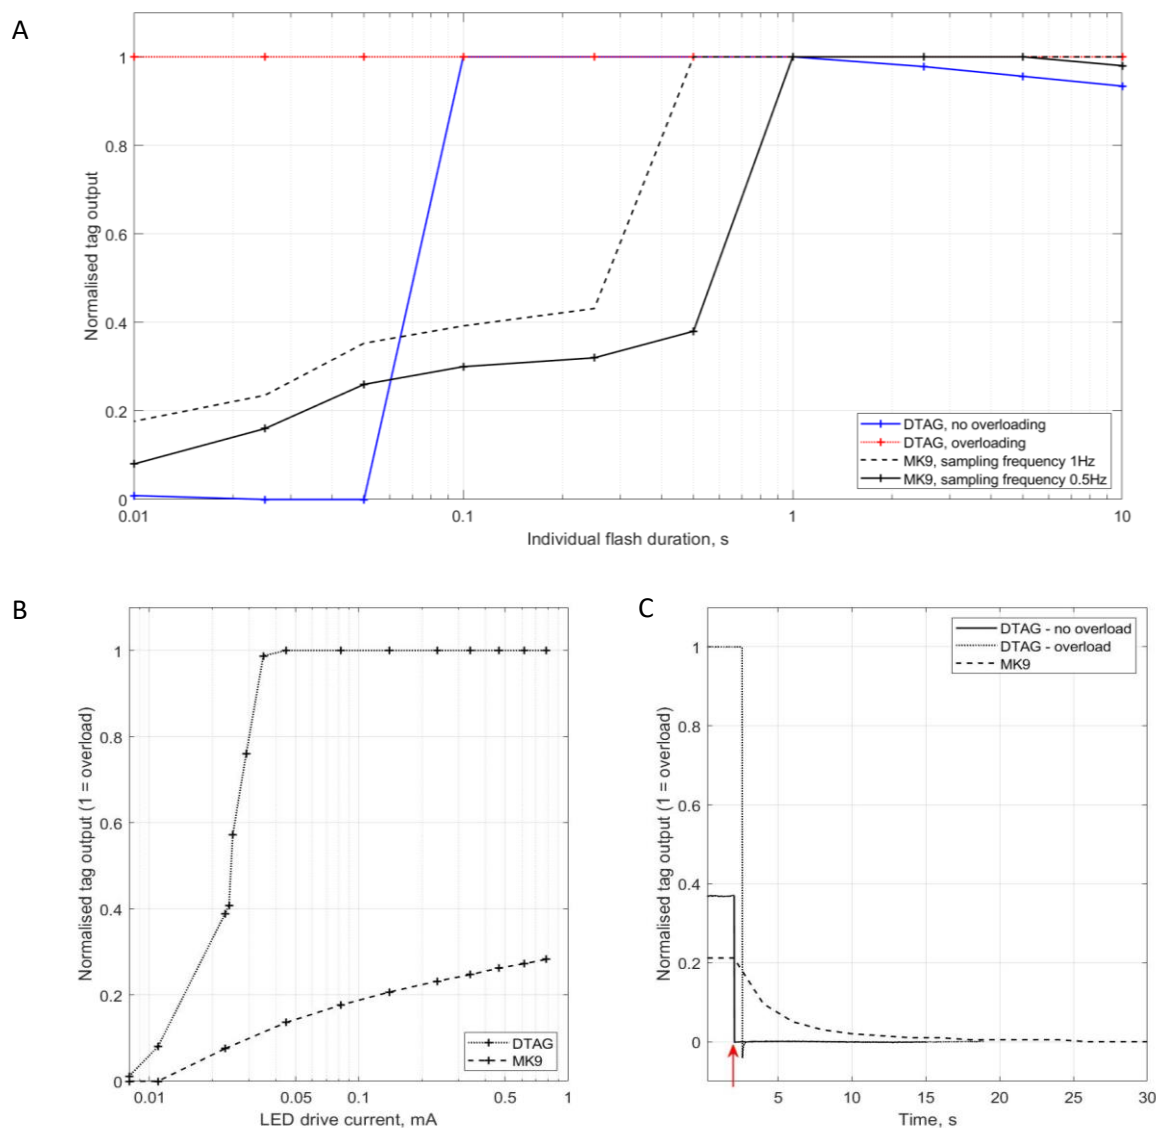 A
Normalised tag output
1
0.8
0.6
0.4
0.2
0
0.01
0.1
1
10
Individual flash duration, s
DTAG, no overloading
DTAG, overloading
MK9, sampling frequency 1Hz
MK9, sampling frequency 0.5Hz
B
Normalised tag output (1 = overload)
1
0.8
0.6
0.4
0.2
0
0.01
0.05
0.1
0.5
1
LED drive current, mA
DTAG
MK9
C
Normalised tag output (1 = overload)
1
0.8
0.6
0.4
0.2
0
5
10
15
20
25
30
Time, s
DTAG - no overload
DTAG - overload
MK9